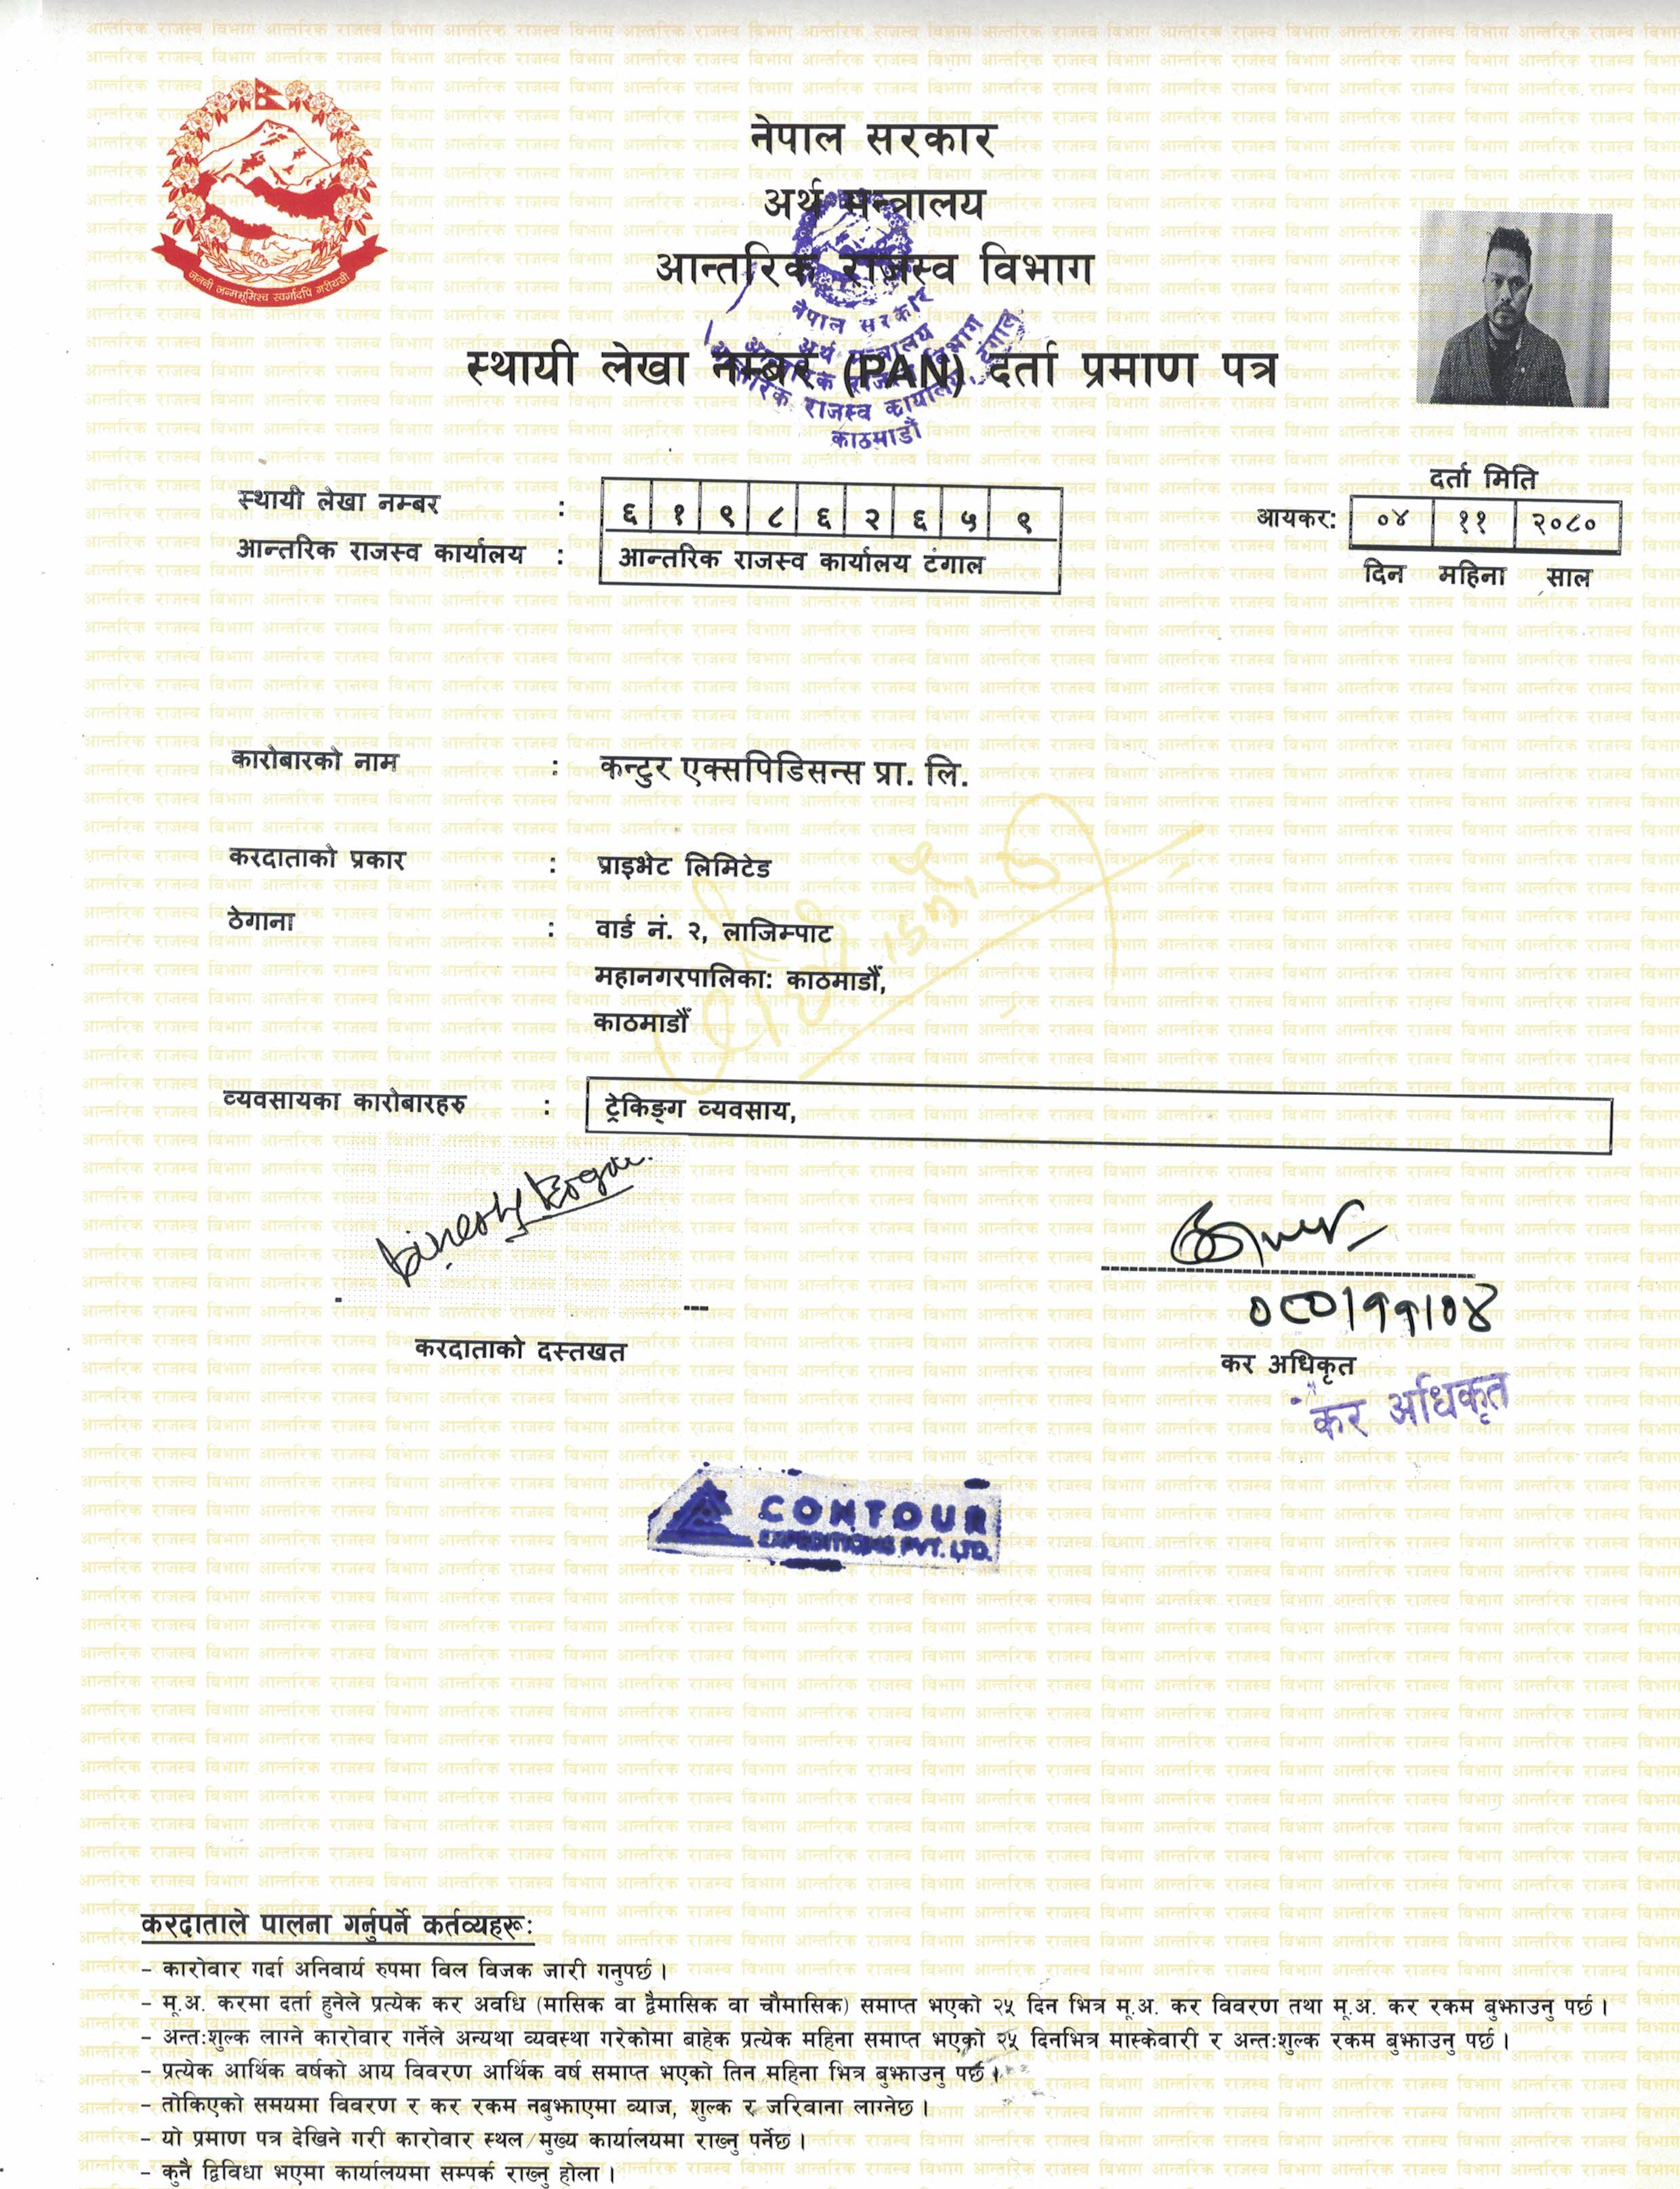 जननी जन्मभूमिश्च स्वर्गादपि गरीयसी
नेपाल सरकार
अर्थ मन्त्रालय
आन्तरिक राजस्व विभाग
स्थायी लेखा नम्बर (PAN) दर्ता प्रमाण पत्र
नेपाल सरकार
अर्थ मन्त्रालय
आन्तरिक राजस्व विभाग
आन्तरिक राजस्व कार्यालय, टंगाल
काठमाडौं
दर्ता मिति
स्थायी लेखा नम्बर : ६ १ ९ ८ ६ २ ६ ५ ९
आयकर: ०४ ११ २०८०
आन्तरिक राजस्व कार्यालय : आन्तरिक राजस्व कार्यालय टंगाल
दिन महिना साल
कारोबारको नाम : कन्टुर एक्सपिडिसन्स प्रा. लि.
करदाताको प्रकार : प्राइभेट लिमिटेड
ठेगाना : वार्ड नं. २, लाजिम्पाट
महानगरपालिका: काठमाडौं,
काठमाडौं
व्यवसायका कारोबारहरु : ट्रेकिङ्ग व्यवसाय,
०८०।११।०४
करदाताको दस्तखत
कर अधिकृत
कर अधिकृत
CONTOUR
EXPEDITIONS PVT. LTD.
करदाताले पालना गर्नुपर्ने कर्तव्यहरू:
– कारोवार गर्दा अनिवार्य रुपमा विल विजक जारी गनुपर्छ ।
– मू.अ. करमा दर्ता हुनेले प्रत्येक कर अवधि (मासिक वा द्वैमासिक वा चौमासिक) समाप्त भएको २५ दिन भित्र मू.अ. कर विवरण तथा मू.अ. कर रकम बुझाउनु पर्छ ।
– अन्त:शुल्क लाग्ने कारोवार गर्नेले अन्यथा व्यवस्था गरेकोमा बाहेक प्रत्येक महिना समाप्त भएको २५ दिनभित्र मास्केवारी र अन्त:शुल्क रकम बुझाउनु पर्छ ।
– प्रत्येक आर्थिक वर्षको आय विवरण आर्थिक वर्ष समाप्त भएको तिन महिना भित्र बुझाउनु पर्छ ।
– तोकिएको समयमा विवरण र कर रकम नबुझाएमा व्याज, शुल्क र जरिवाना लाग्नेछ ।
– यो प्रमाण पत्र देखिने गरी कारोवार स्थल/मुख्य कार्यालयमा राख्नु पर्नेछ ।
– कुनै द्विविधा भएमा कार्यालयमा सम्पर्क राख्नु होला ।